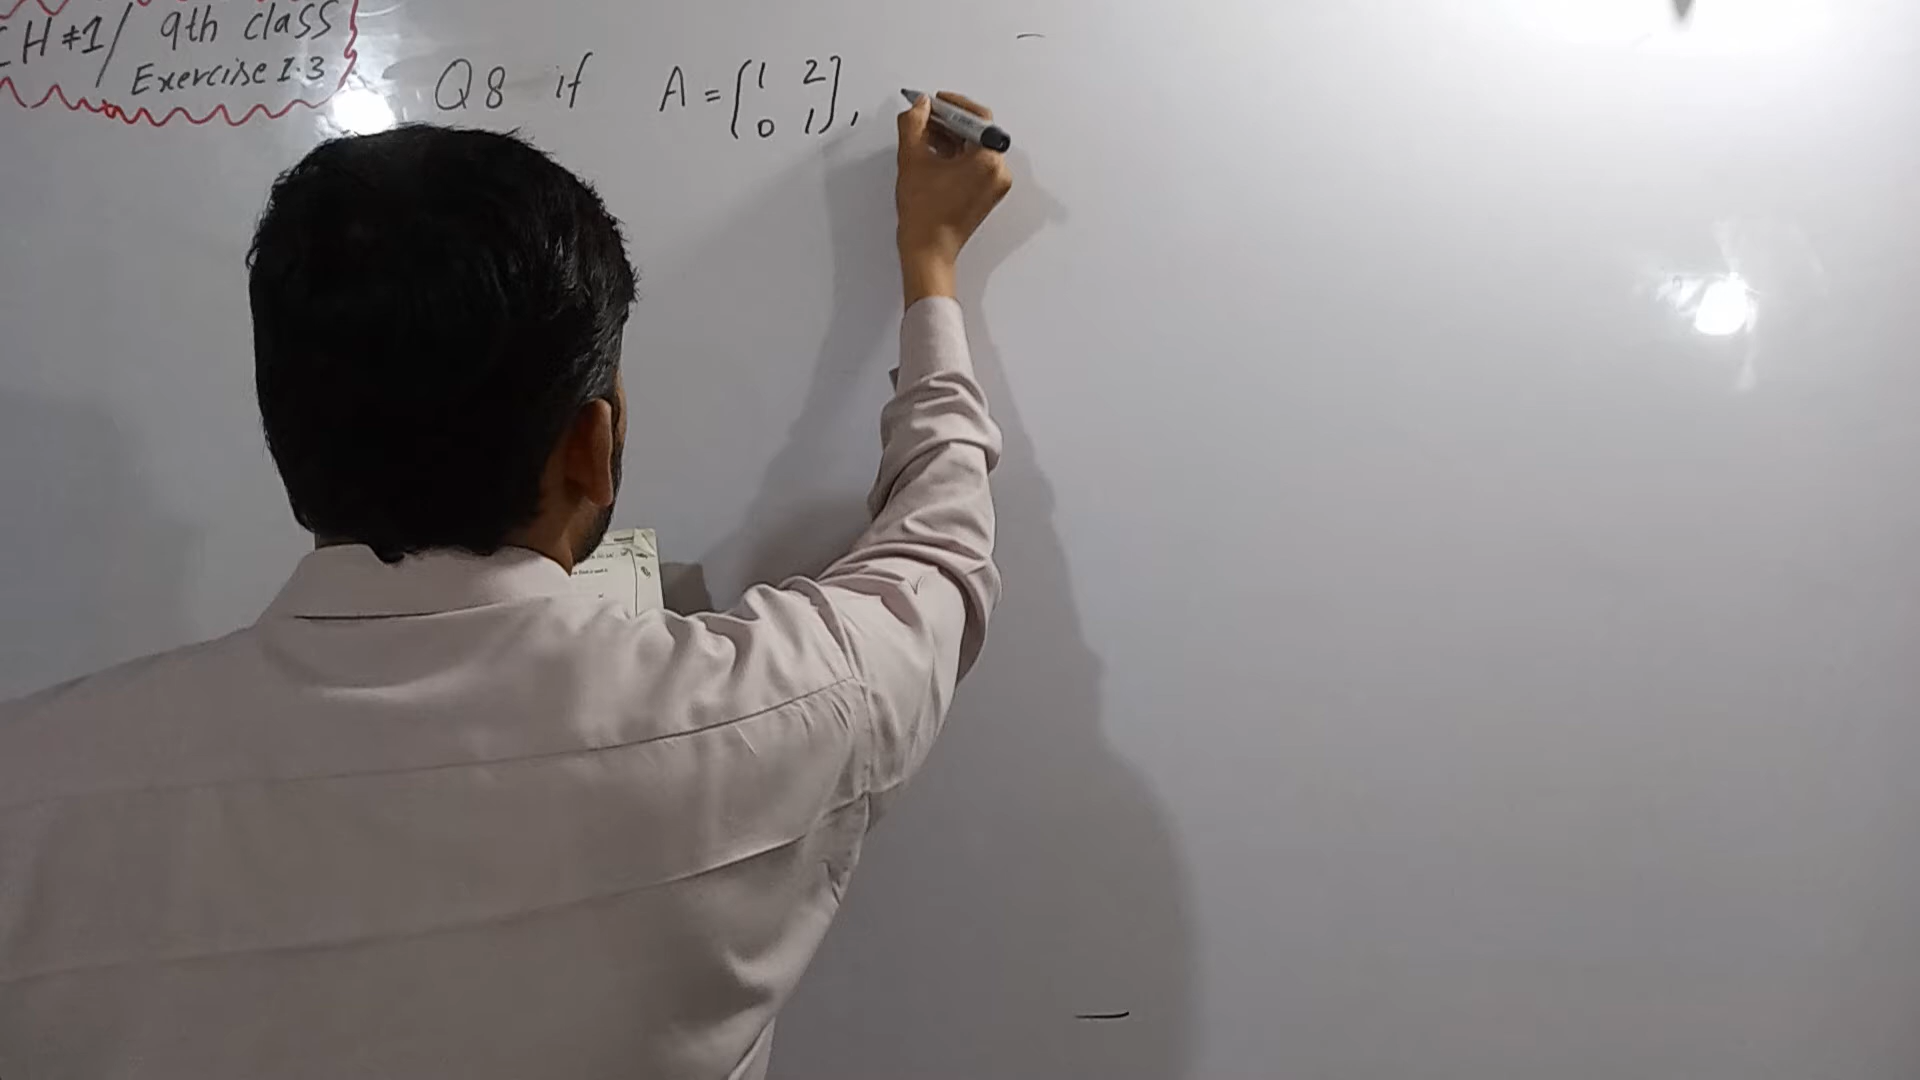 CH #1/ 9th class
Exercise 1.3
Q8 if A = [1 2
0 1],